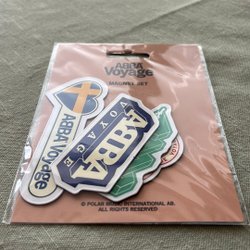 ABBA
Voyage
MAGNET SET
ABBA Voyage
ABBA
VOYAGE
© POLAR MUSIC INTERNATIONAL AB.
ALL RIGHTS RESERVED